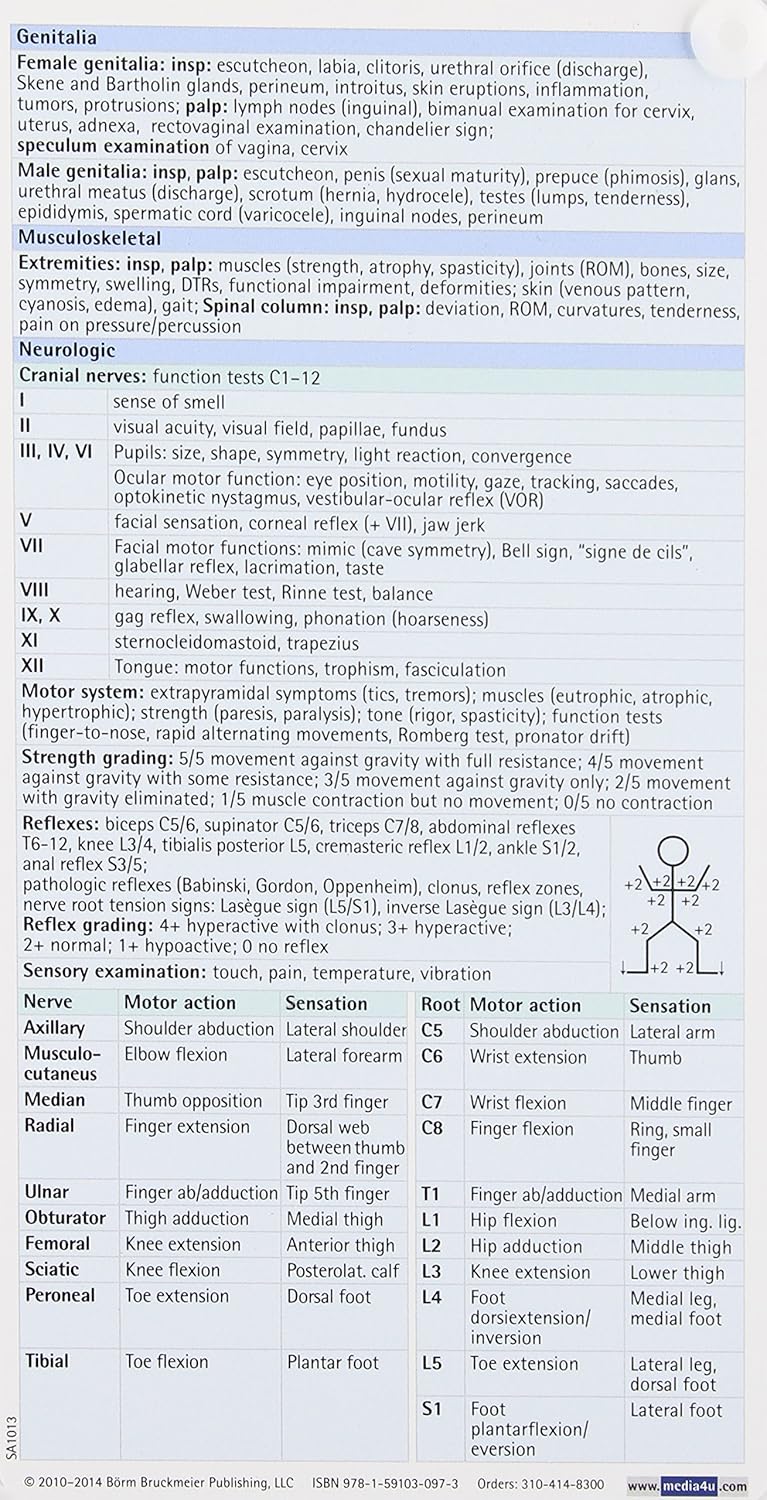 Genitalia
Female genitalia: insp: escutcheon, labia, clitoris, urethral orifice (discharge),
Skene and Bartholin glands, perineum, introitus, skin eruptions, inflammation,
tumors, protrusions; palp: lymph nodes (inguinal), bimanual examination for cervix,
uterus, adnexa, rectovaginal examination, chandelier sign;
speculum examination of vagina, cervix
Male genitalia: insp, palp: escutcheon, penis (sexual maturity), prepuce (phimosis), glans,
urethral meatus (discharge), scrotum (hernia, hydrocele), testes (lumps, tenderness),
epididymis, spermatic cord (varicocele), inguinal nodes, perineum
Musculoskeletal
Extremities: insp, palp: muscles (strength, atrophy, spasticity), joints (ROM), bones, size,
symmetry, swelling, DTRs, functional impairment, deformities; skin (venous pattern,
cyanosis, edema), gait; Spinal column: insp, palp: deviation, ROM, curvatures, tenderness,
pain on pressure/percussion
Neurologic
Cranial nerves: function tests C1–12
I sense of smell
II visual acuity, visual field, papillae, fundus
III, IV, VI Pupils: size, shape, symmetry, light reaction, convergence
Ocular motor function: eye position, motility, gaze, tracking, saccades,
optokinetic nystagmus, vestibular-ocular reflex (VOR)
V facial sensation, corneal reflex (+ VII), jaw jerk
VII Facial motor functions: mimic (cave symmetry), Bell sign, “signe de cils”,
glabellar reflex, lacrimation, taste
VIII hearing, Weber test, Rinne test, balance
IX, X gag reflex, swallowing, phonation (hoarseness)
XI sternocleidomastoid, trapezius
XII Tongue: motor functions, trophism, fasciculation
Motor system: extrapyramidal symptoms (tics, tremors); muscles (eutrophic, atrophic,
hypertrophic); strength (paresis, paralysis); tone (rigor, spasticity); function tests
(finger-to-nose, rapid alternating movements, Romberg test, pronator drift)
Strength grading: 5/5 movement against gravity with full resistance; 4/5 movement
against gravity with some resistance; 3/5 movement against gravity only; 2/5 movement
with gravity eliminated; 1/5 muscle contraction but no movement; 0/5 no contraction
Reflexes: biceps C5/6, supinator C5/6, triceps C7/8, abdominal reflexes
T6-12, knee L3/4, tibialis posterior L5, cremasteric reflex L1/2, ankle S1/2,
anal reflex S3/5;
pathologic reflexes (Babinski, Gordon, Oppenheim), clonus, reflex zones,
nerve root tension signs: Lasègue sign (L5/S1), inverse Lasègue sign (L3/L4);
Reflex grading: 4+ hyperactive with clonus; 3+ hyperactive;
2+ normal; 1+ hypoactive; 0 no reflex
+2 +2 +2 +2
+2 +2
+2 +2
+2 +2
Sensory examination: touch, pain, temperature, vibration
Nerve Motor action Sensation
Axillary Shoulder abduction Lateral shoulder
Musculo- Elbow flexion Lateral forearm
cutaneus
Median Thumb opposition Tip 3rd finger
Radial Finger extension Dorsal web
between thumb
and 2nd finger
Ulnar Finger ab/adduction Tip 5th finger
Obturator Thigh adduction Medial thigh
Femoral Knee extension Anterior thigh
Sciatic Knee flexion Posterolat. calf
Peroneal Toe extension Dorsal foot
Tibial Toe flexion Plantar foot
Root Motor action Sensation
C5 Shoulder abduction Lateral arm
C6 Wrist extension Thumb
C7 Wrist flexion Middle finger
C8 Finger flexion Ring, small
finger
T1 Finger ab/adduction Medial arm
L1 Hip flexion Below ing. lig.
L2 Hip adduction Middle thigh
L3 Knee extension Lower thigh
L4 Foot Medial leg,
dorsiextension/ medial foot
inversion
L5 Toe extension Lateral leg,
dorsal foot
S1 Foot Lateral foot
plantarflexion/
eversion
SA1013
© 2010–2014 Börm Bruckmeier Publishing, LLC ISBN 978-1-59103-097-3 Orders: 310-414-8300 www.media4u.com